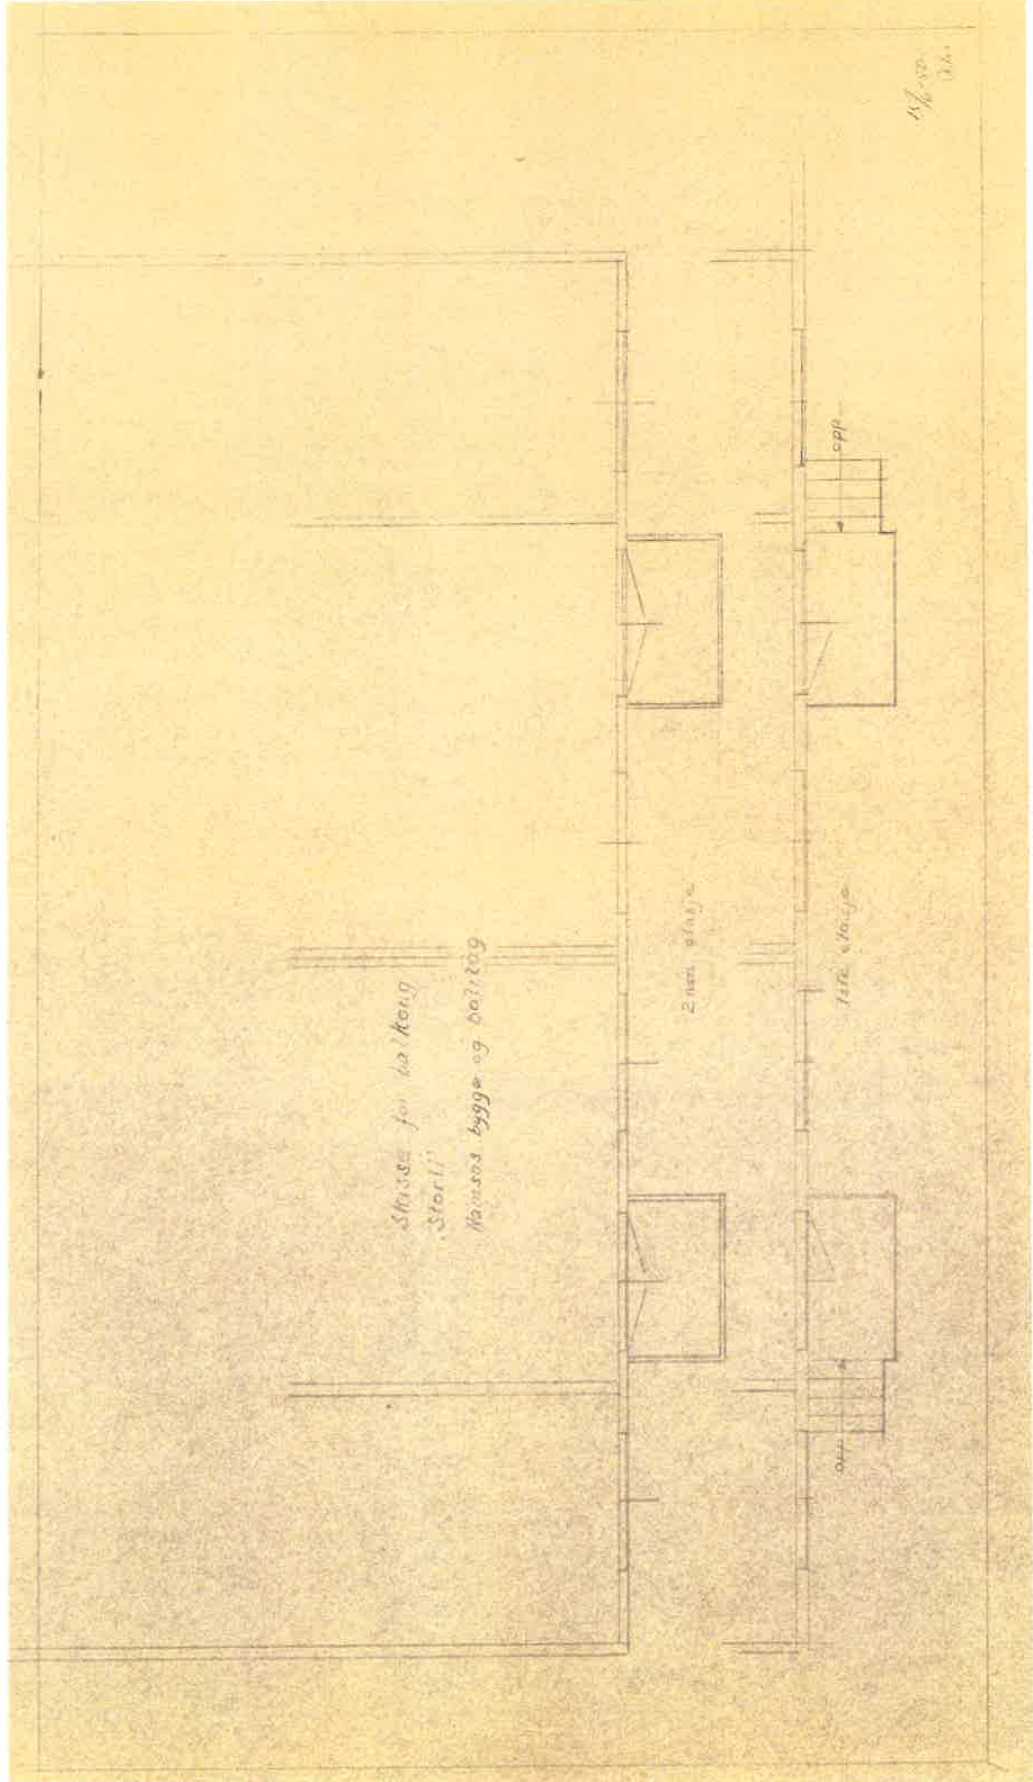 Skisse for balkong
"Storli"
Namsos bygge og bolilag
2nen etasje
1ste etasje
opp
opp